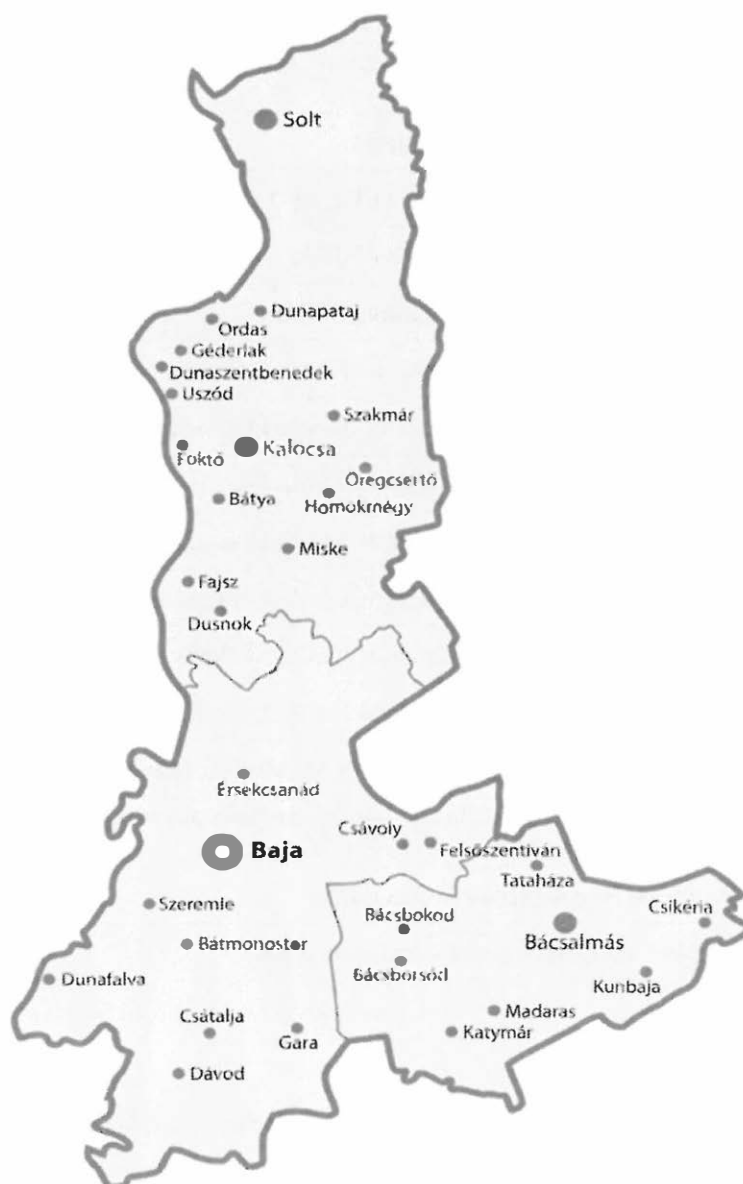 Solt
Dunapataj
Ordas
Géderlak
Dunaszentbenedek
Uszód
Szakmár
Foktő
Kalocsa
Öregcsertő
Bátya
Homokmégy
Miske
Fajsz
Dusnok
Érsekcsanád
Csávoly
Baja
Felsőszentiván
Tataháza
Szeremle
Bácsbokod
Csikéria
Bácsalmás
Bátmonostor
Bácsborsód
Dunafalva
Kunbaja
Csátalja
Madaras
Gara
Katymár
Dávod